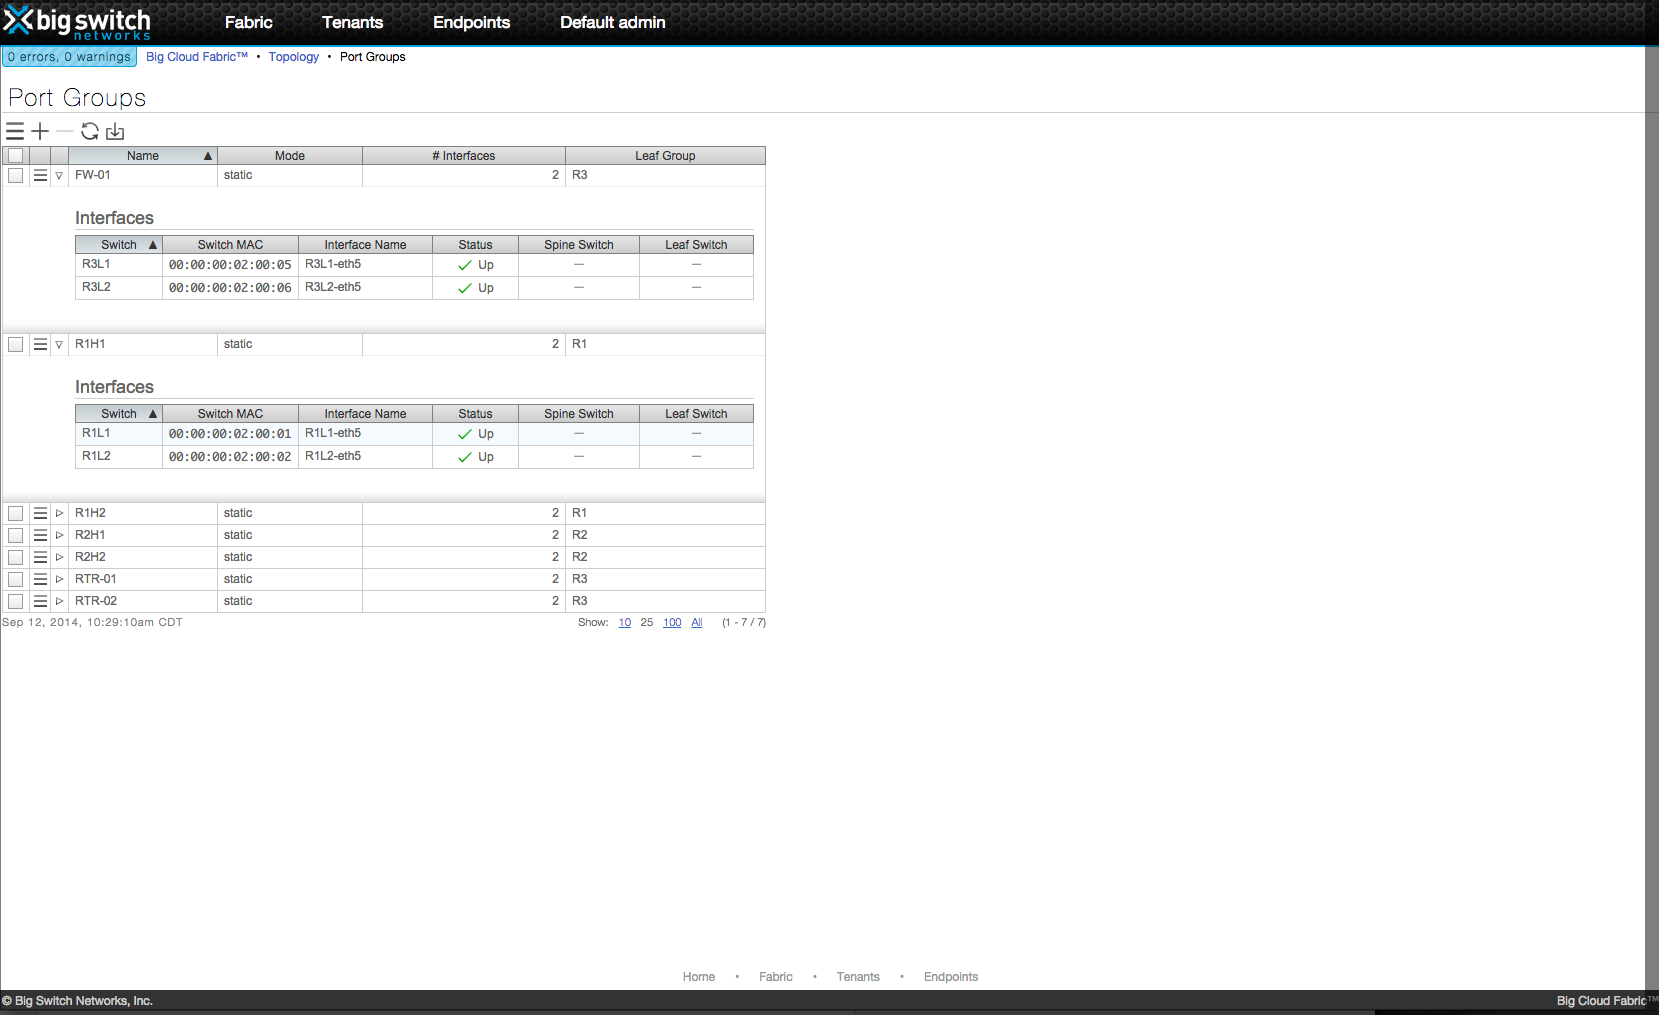 big switch networks Fabric Tenants Endpoints Default admin
0 errors, 0 warnings Big Cloud Fabric™ • Topology • Port Groups
Port Groups
Name ▲ Mode # Interfaces Leaf Group
FW-01 static 2 R3
Interfaces
Switch ▲ Switch MAC Interface Name Status Spine Switch Leaf Switch
R3L1 00:00:00:02:00:05 R3L1-eth5 ✓ Up — —
R3L2 00:00:00:02:00:06 R3L2-eth5 ✓ Up — —
R1H1 static 2 R1
Interfaces
Switch ▲ Switch MAC Interface Name Status Spine Switch Leaf Switch
R1L1 00:00:00:02:00:01 R1L1-eth5 ✓ Up — —
R1L2 00:00:00:02:00:02 R1L2-eth5 ✓ Up — —
R1H2 static 2 R1
R2H1 static 2 R2
R2H2 static 2 R2
RTR-01 static 2 R3
RTR-02 static 2 R3
Sep 12, 2014, 10:29:10am CDT Show: 10 25 100 All (1 - 7 / 7)
Home • Fabric • Tenants • Endpoints
© Big Switch Networks, Inc. Big Cloud Fabric™